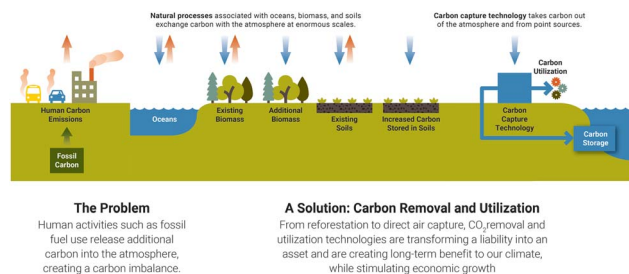 Natural processes associated with oceans, biomass, and soils
exchange carbon with the atmosphere at enormous scales.
Carbon capture technology takes carbon out
of the atmosphere and from point sources.
Carbon
Utilization
Human Carbon
Emissions
Oceans
Existing
Biomass
Additional
Biomass
Existing
Soils
Increased Carbon
Stored in Soils
Carbon
Capture
Technology
Carbon
Storage
Fossil
Carbon
The Problem
Human activities such as fossil
fuel use release additional
carbon into the atmosphere,
creating a carbon imbalance.
A Solution: Carbon Removal and Utilization
From reforestation to direct air capture, CO₂removal and
utilization technologies are transforming a liability into an
asset and are creating long-term benefit to our climate,
while stimulating economic growth